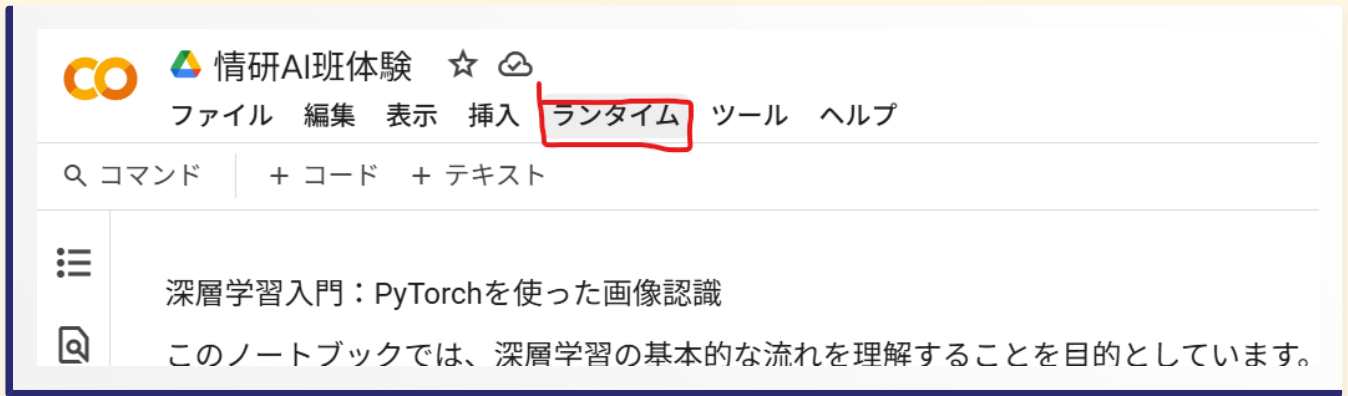 情研AI班体験
ファイル 編集 表示 挿入 ランタイム ツール ヘルプ
コマンド + コード + テキスト
深層学習入門：PyTorchを使った画像認識
このノートブックでは、深層学習の基本的な流れを理解することを目的としています。